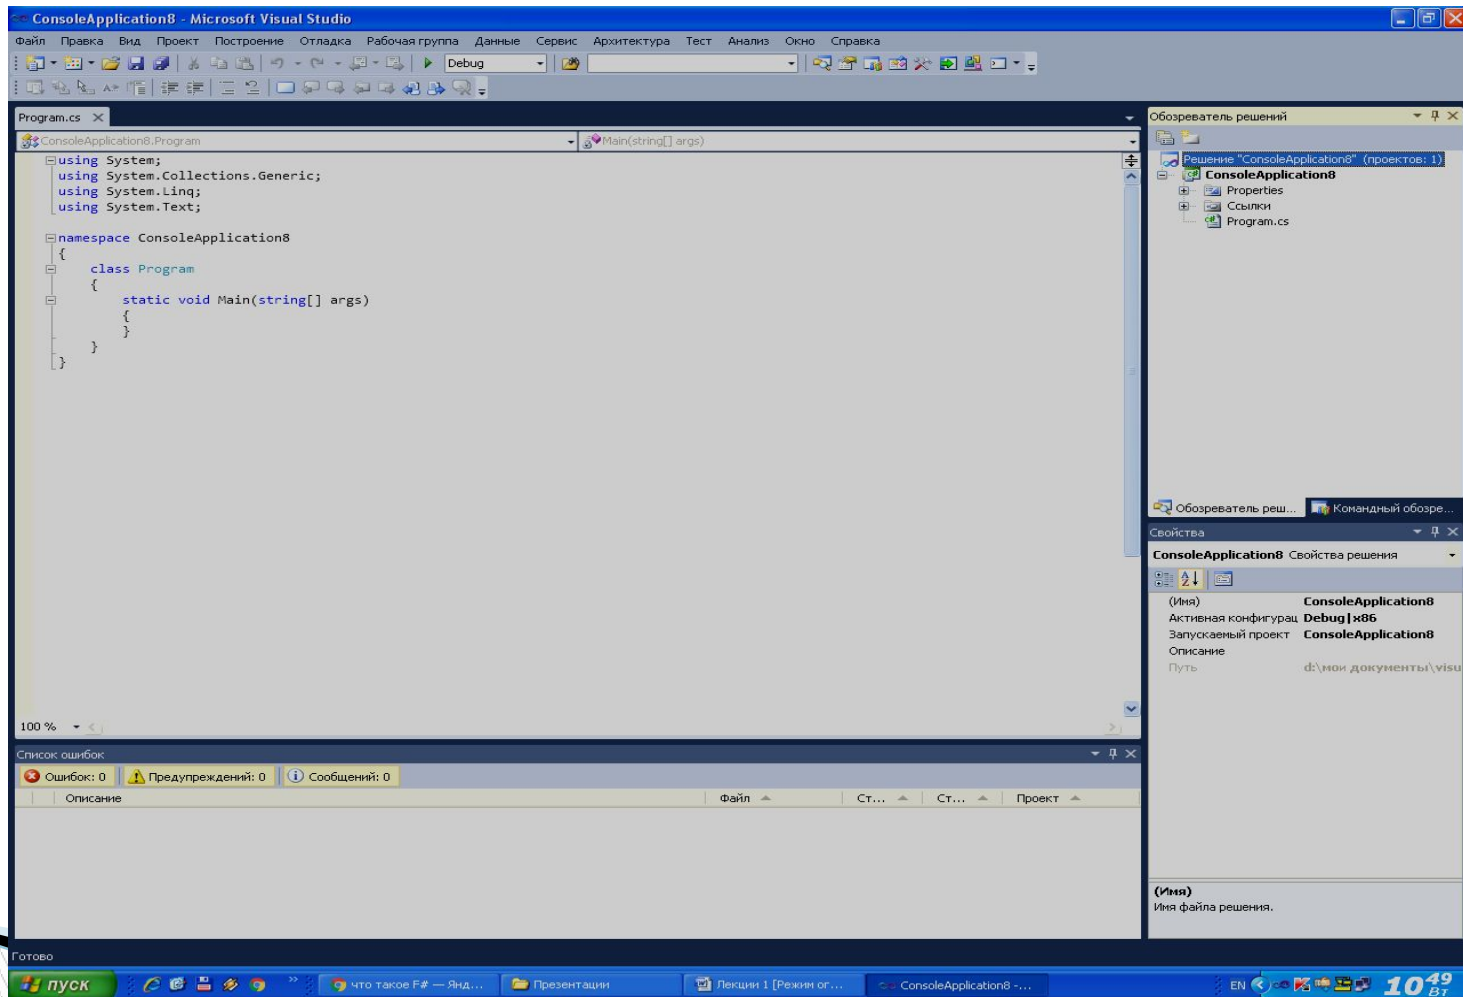 ConsoleApplication8 - Microsoft Visual Studio
Файл Правка Вид Проект Построение Отладка Рабочая группа Данные Сервис Архитектура Тест Анализ Окно Справка
Debug
Program.cs
ConsoleApplication8.Program
Main(string[] args)
using System;
using System.Collections.Generic;
using System.Linq;
using System.Text;
namespace ConsoleApplication8
{
class Program
{
static void Main(string[] args)
{
}
}
}
100 %
Обозреватель решений
Решение "ConsoleApplication8" (проектов: 1)
ConsoleApplication8
Properties
Ссылки
Program.cs
Обозреватель реш... Командный обозре...
Свойства
ConsoleApplication8 Свойства решения
(Имя) ConsoleApplication8
Активная конфигурац Debug|x86
Запускаемый проект ConsoleApplication8
Описание
Путь d:\мои документы\visu
(Имя)
Имя файла решения.
Список ошибок
Ошибок: 0 Предупреждений: 0 Сообщений: 0
Описание Файл Ст... Ст... Проект
Готово
пуск
что такое F# — Янд...
Презентации
Лекции 1 [Режим ог...
ConsoleApplication8 -...
EN
10 49
Вт